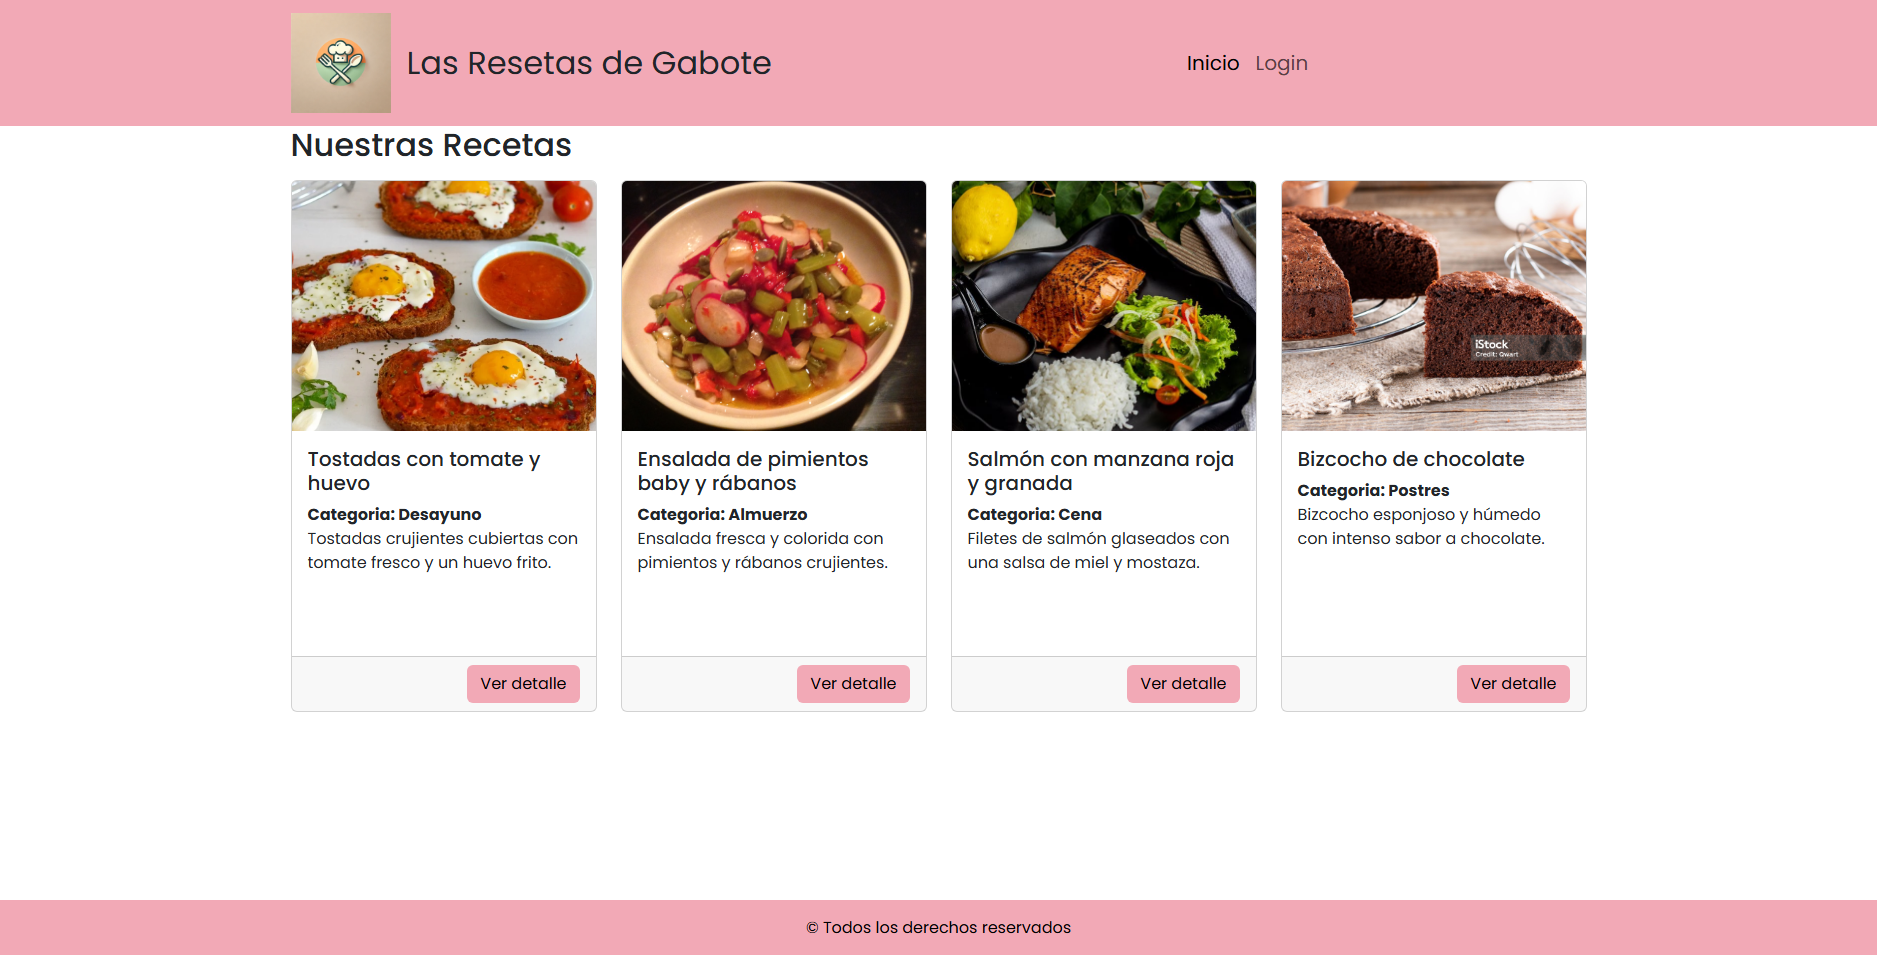 Las Resetas de Gabote
Inicio Login
Nuestras Recetas
iStock
Credit: Qwart
Tostadas con tomate y
huevo
Categoria: Desayuno
Tostadas crujientes cubiertas con
tomate fresco y un huevo frito.
Ver detalle
Ensalada de pimientos
baby y rábanos
Categoria: Almuerzo
Ensalada fresca y colorida con
pimientos y rábanos crujientes.
Ver detalle
Salmón con manzana roja
y granada
Categoria: Cena
Filetes de salmón glaseados con
una salsa de miel y mostaza.
Ver detalle
Bizcocho de chocolate
Categoria: Postres
Bizcocho esponjoso y húmedo
con intenso sabor a chocolate.
Ver detalle
© Todos los derechos reservados